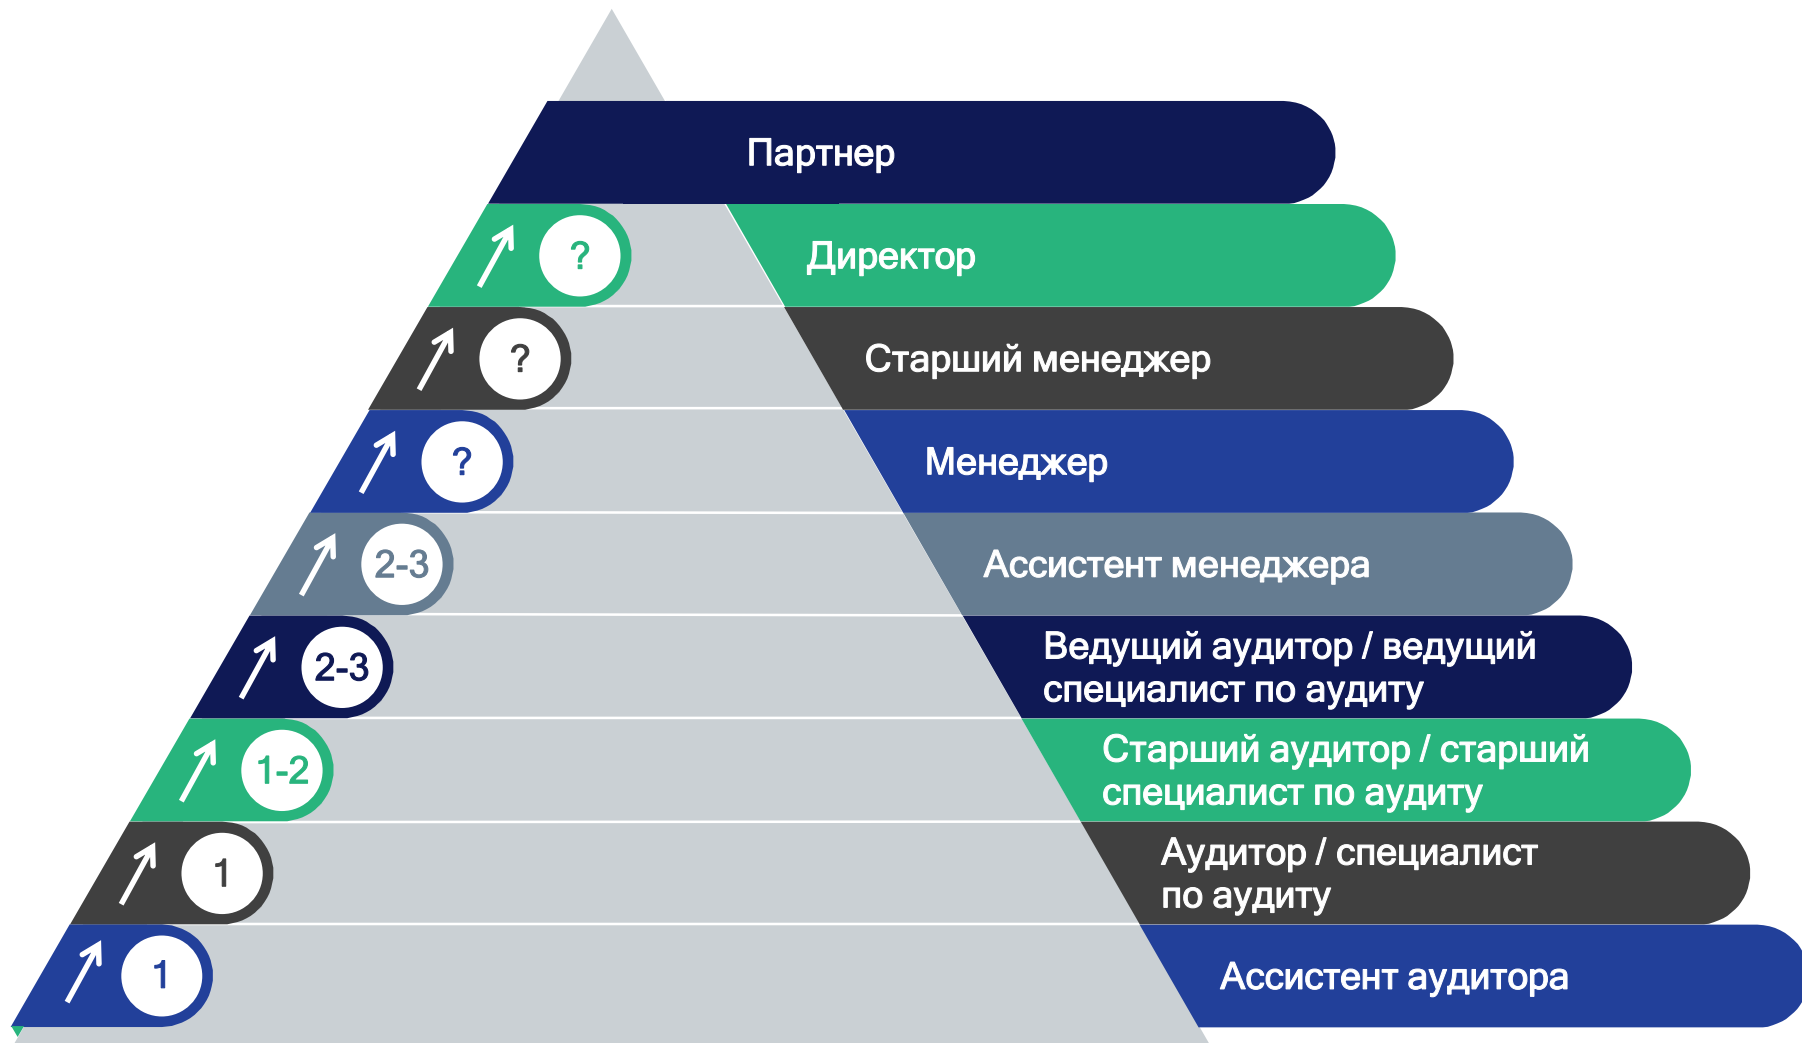 Партнер
? Директор
? Старший менеджер
? Менеджер
2-3 Ассистент менеджера
2-3 Ведущий аудитор / ведущий
специалист по аудиту
1-2 Старший аудитор / старший
специалист по аудиту
1 Аудитор / специалист
по аудиту
1 Ассистент аудитора